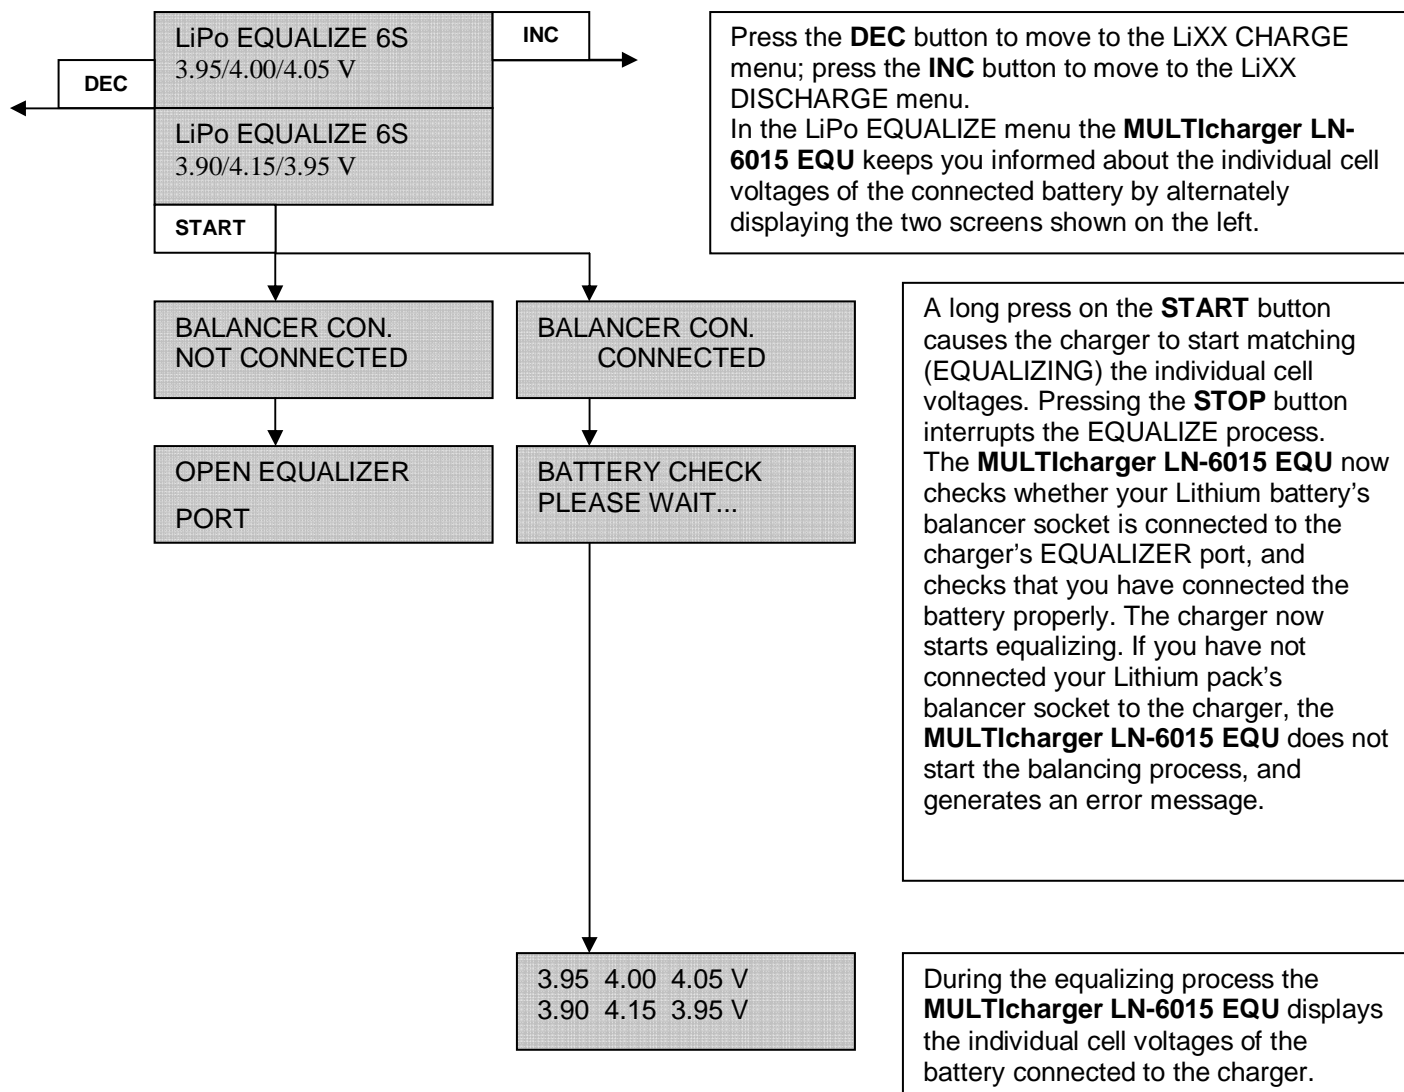 LiPo EQUALIZE 6S
3.95/4.00/4.05 V
INC
DEC
LiPo EQUALIZE 6S
3.90/4.15/3.95 V
START
Press the DEC button to move to the LiXX CHARGE
menu; press the INC button to move to the LiXX
DISCHARGE menu.
In the LiPo EQUALIZE menu the MULTIcharger LN-
6015 EQU keeps you informed about the individual cell
voltages of the connected battery by alternately
displaying the two screens shown on the left.
BALANCER CON.
NOT CONNECTED
BALANCER CON.
CONNECTED
OPEN EQUALIZER
PORT
BATTERY CHECK
PLEASE WAIT...
A long press on the START button
causes the charger to start matching
(EQUALIZING) the individual cell
voltages. Pressing the STOP button
interrupts the EQUALIZE process.
The MULTIcharger LN-6015 EQU now
checks whether your Lithium battery's
balancer socket is connected to the
charger's EQUALIZER port, and
checks that you have connected the
battery properly. The charger now
starts equalizing. If you have not
connected your Lithium pack's
balancer socket to the charger, the
MULTIcharger LN-6015 EQU does not
start the balancing process, and
generates an error message.
3.95 4.00 4.05 V
3.90 4.15 3.95 V
During the equalizing process the
MULTIcharger LN-6015 EQU displays
the individual cell voltages of the
battery connected to the charger.